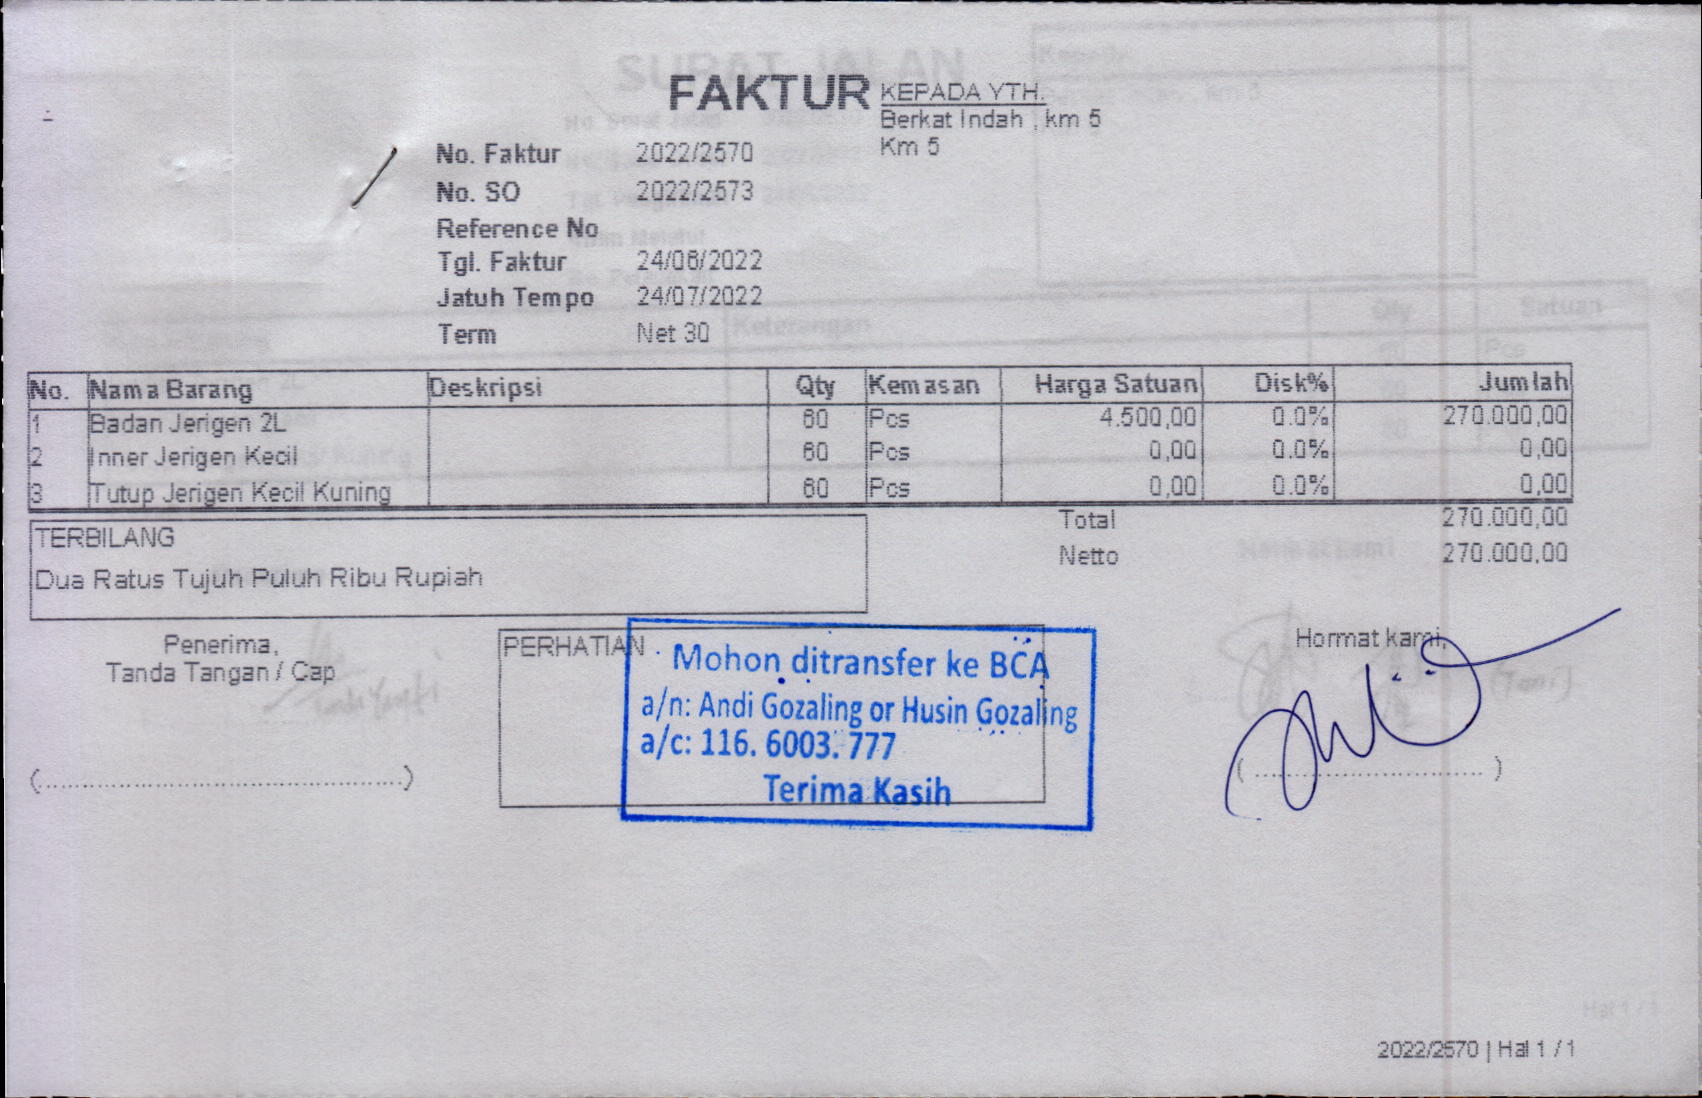 FAKTUR
KEPADA YTH.
Berkat Indah , km 5
Km 5
No. Faktur 2022/2570
No. SO 2022/2573
Reference No
Tgl. Faktur 24/06/2022
Jatuh Tempo 24/07/2022
Term Net 30
No. Nama Barang Deskripsi Qty Kemasan Harga Satuan Disk% Jumlah
1 Badan Jerigen 2L 60 Pcs 4.500,00 0.0% 270.000,00
2 Inner Jerigen Kecil 60 Pcs 0,00 0.0% 0,00
3 Tutup Jerigen Kecil Kuning 60 Pcs 0,00 0.0% 0,00
Total 270.000,00
Netto 270.000,00
TERBILANG
Dua Ratus Tujuh Puluh Ribu Rupiah
Penerima,
Tanda Tangan / Cap
(............................................)
PERHATIAN
Mohon ditransfer ke BCA
a/n: Andi Gozaling or Husin Gozaling
a/c: 116. 6003. 777
Terima Kasih
Hormat kami,
( ............................ )
2022/2570 | Hal 1 / 1
SURAT JALAN
Keterangan
Qty
Satuan
Pcs